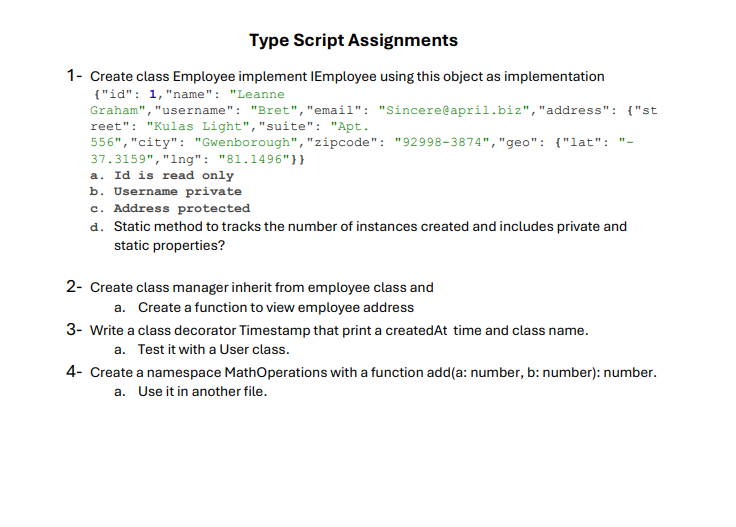 Type Script Assignments
1- Create class Employee implement IEmployee using this object as implementation
{"id": 1,"name": "Leanne
Graham","username": "Bret","email": "Sincere@april.biz","address": {"st
reet": "Kulas Light","suite": "Apt.
556","city": "Gwenborough","zipcode": "92998-3874","geo": {"lat": "-
37.3159","lng": "81.1496"}}
a. Id is read only
b. Username private
c. Address protected
d. Static method to tracks the number of instances created and includes private and
static properties?
2- Create class manager inherit from employee class and
a. Create a function to view employee address
3- Write a class decorator Timestamp that print a createdAt time and class name.
a. Test it with a User class.
4- Create a namespace MathOperations with a function add(a: number, b: number): number.
a. Use it in another file.